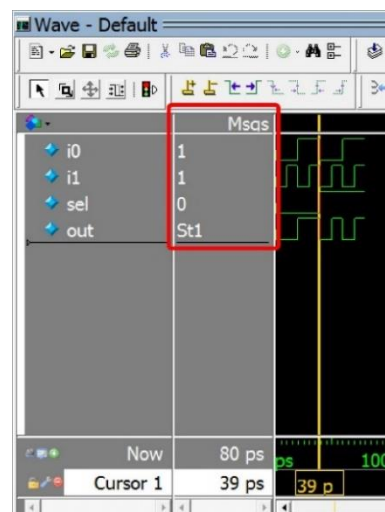 Wave - Default
Msgs
i0 1
i1 1
sel 0
out St1
Now 80 ps ps 100
Cursor 1 39 ps 39 p